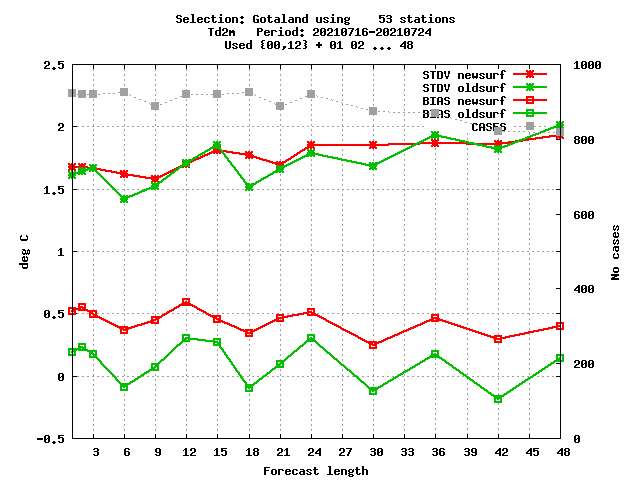 Selection: Gotaland using    53 stations
Td2m   Period: 20210716-20210724
Used {00,12} + 01 02 ... 48
2.5
2
1.5
1
0.5
0
-0.5
deg C
1000
800
600
400
200
0
No cases
STDV newsurf
STDV oldsurf
BIAS newsurf
BIAS oldsurf
CASES
3 6 9 12 15 18 21 24 27 30 33 36 39 42 45 48
Forecast length